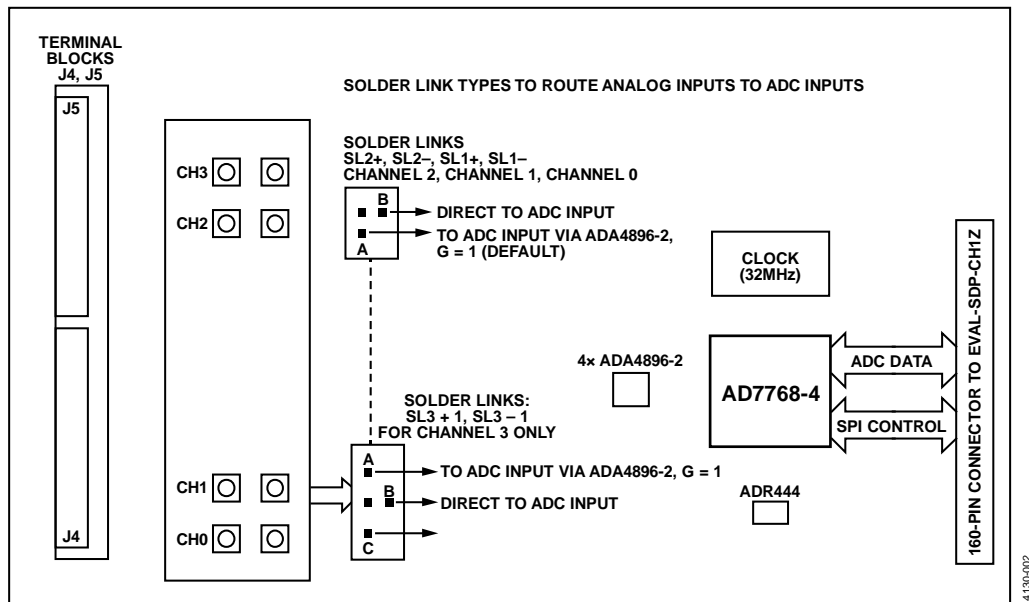 TERMINAL
BLOCKS
J4, J5
J5
J4
SOLDER LINK TYPES TO ROUTE ANALOG INPUTS TO ADC INPUTS
CH3
CH2
CH1
CH0
SOLDER LINKS
SL2+, SL2–, SL1+, SL1–
CHANNEL 2, CHANNEL 1, CHANNEL 0
B
DIRECT TO ADC INPUT
TO ADC INPUT VIA ADA4896-2,
G = 1 (DEFAULT)
A
SOLDER LINKS:
SL3 + 1, SL3 – 1
FOR CHANNEL 3 ONLY
A
TO ADC INPUT VIA ADA4896-2, G = 1
B
DIRECT TO ADC INPUT
C
4× ADA4896-2
CLOCK
(32MHz)
AD7768-4
ADR444
ADC DATA
SPI CONTROL
160-PIN CONNECTOR TO EVAL-SDP-CH1Z
4130-002